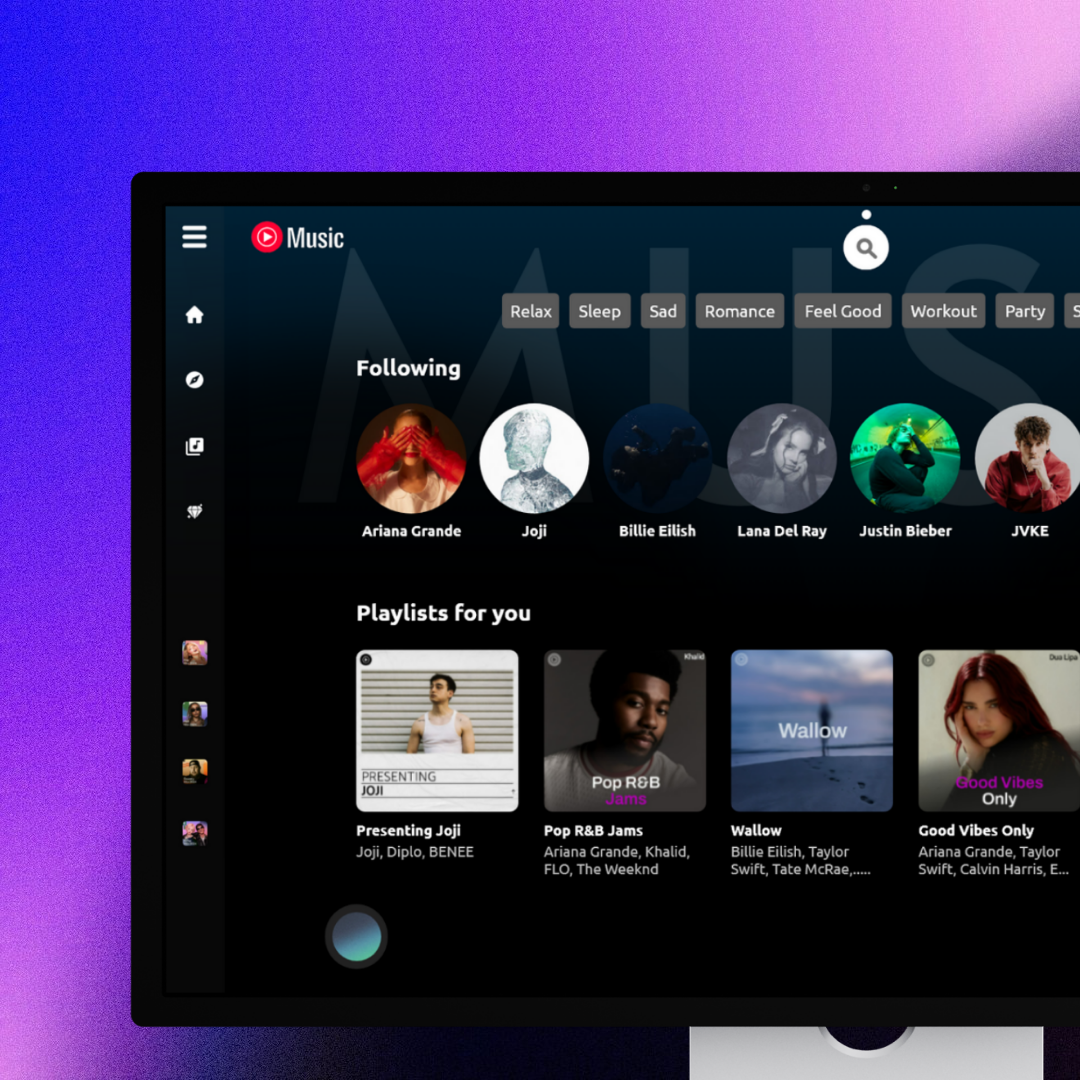 Music
MUS
Relax
Sleep
Sad
Romance
Feel Good
Workout
Party
S
Following
Ariana Grande
Joji
Billie Eilish
Lana Del Ray
Justin Bieber
JVKE
Playlists for you
PRESENTING
JOJI
Khalid
Pop R&B
Jams
Wallow
Dua Lipa
Good Vibes
Only
Presenting Joji
Joji, Diplo, BENEE
Pop R&B Jams
Ariana Grande, Khalid,
FLO, The Weeknd
Wallow
Billie Eilish, Taylor
Swift, Tate McRae,.....
Good Vibes Only
Ariana Grande, Taylor
Swift, Calvin Harris, E...